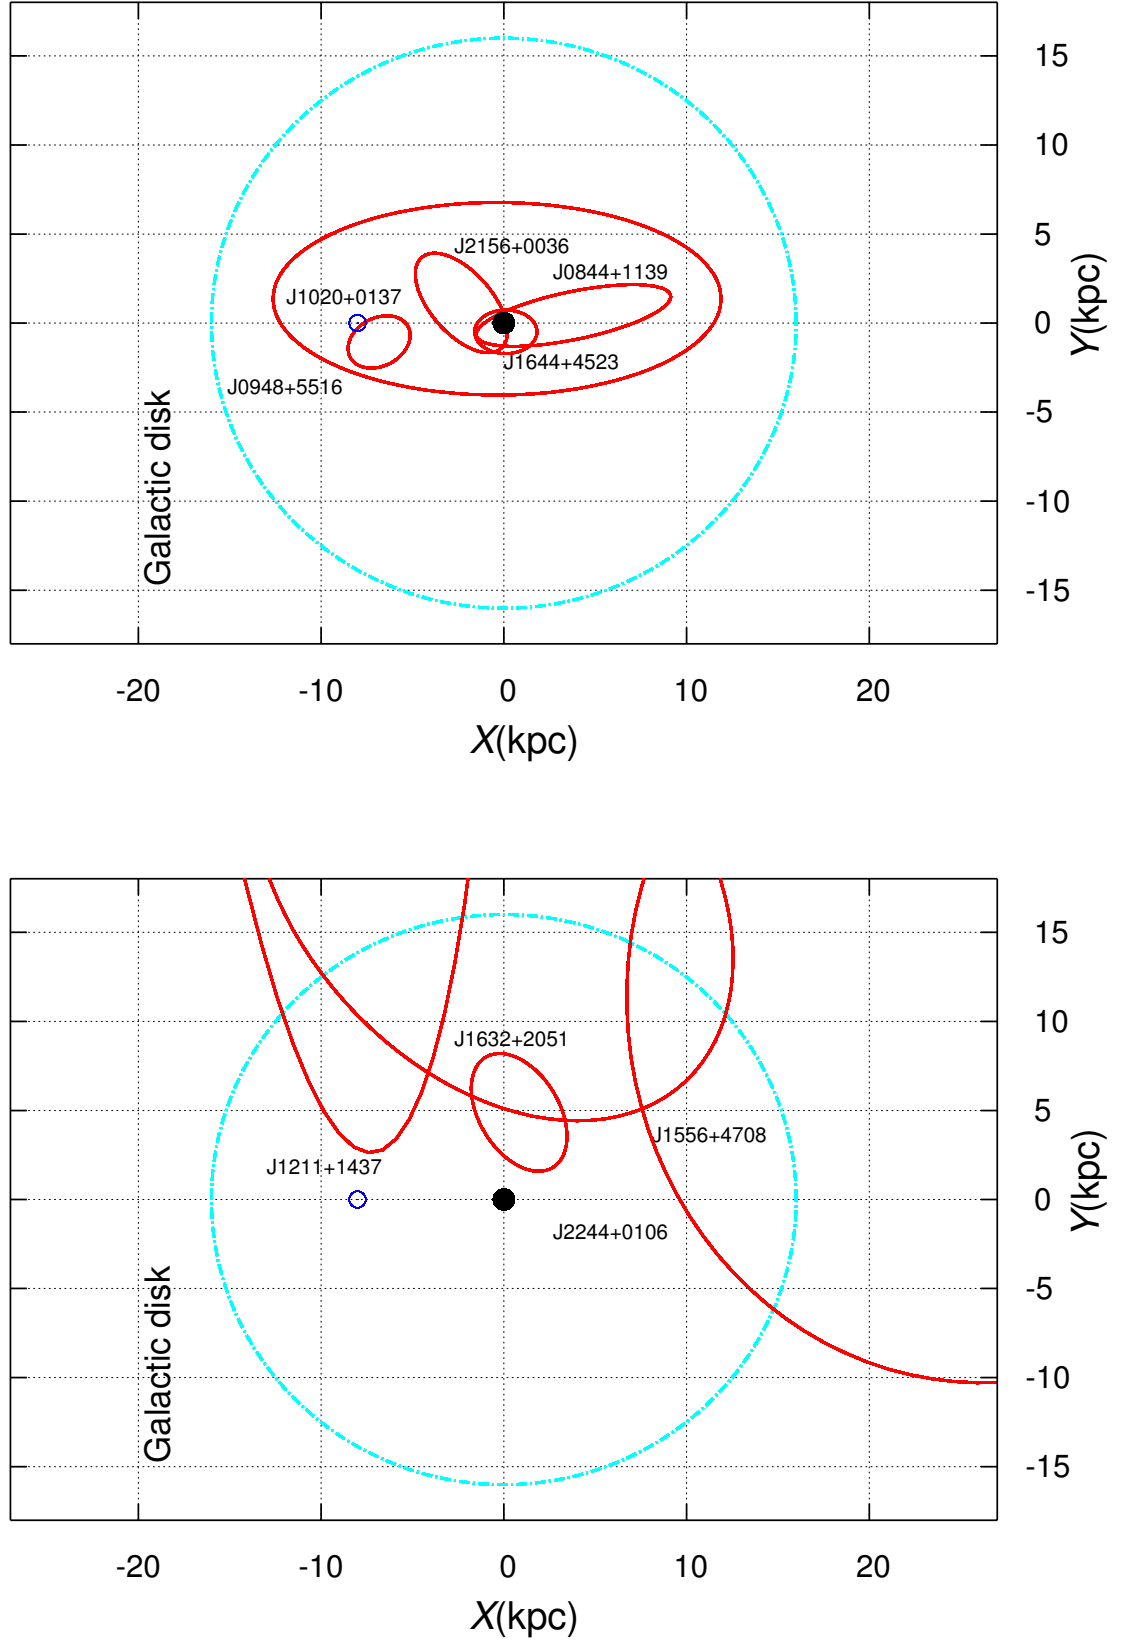 15
10
5
J2156+0036
J0844+1139
J1020+0137
0
Y(kpc)
J1644+4523
J0948+5516
-5
Galactic disk
-10
-15
-20
-10
0
10
20
X(kpc)
15
10
J1632+2051
5
J1556+4708
J1211+1437
0
Y(kpc)
J2244+0106
-5
Galactic disk
-10
-15
-20
-10
0
10
20
X(kpc)